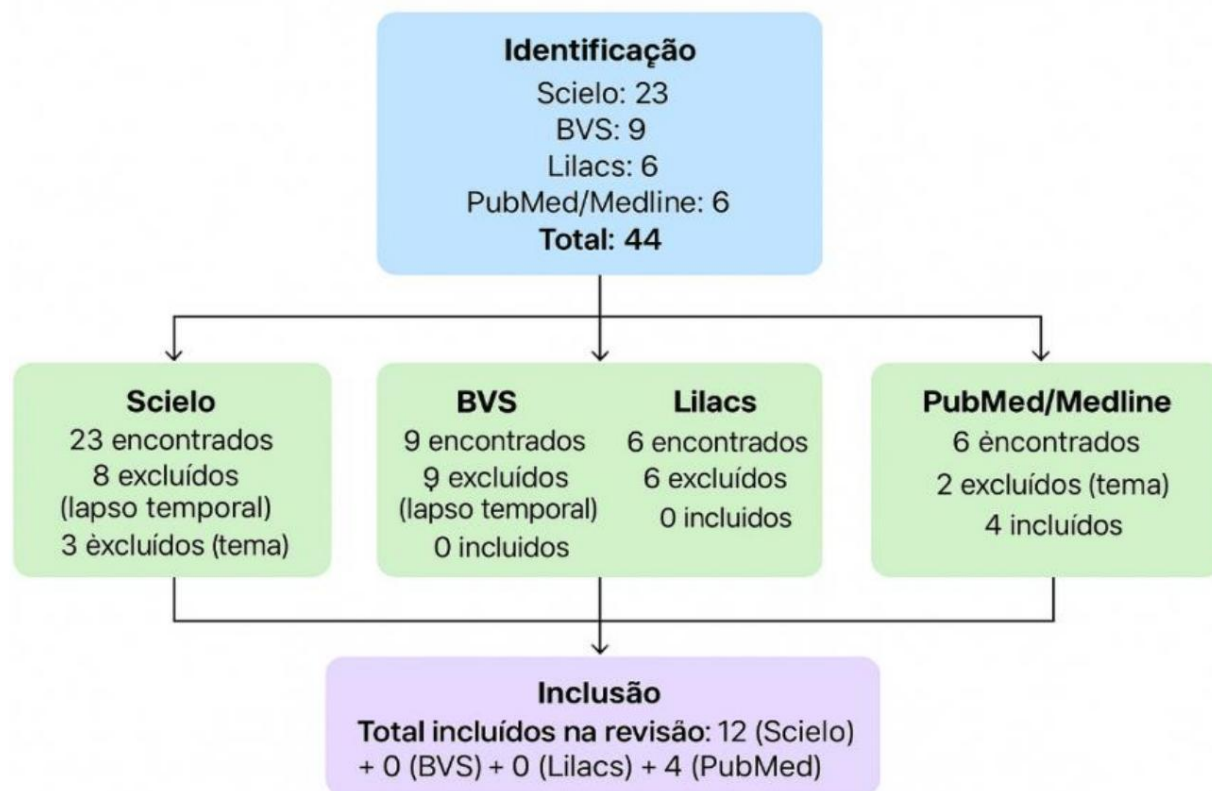 Identificação
Scielo: 23
BVS: 9
Lilacs: 6
PubMed/Medline: 6
Total: 44
Scielo
23 encontrados
8 excluídos
(lapso temporal)
3 èxcluídos (tema)
BVS
9 encontrados
9 excluídos
(lapso temporal)
0 incluidos
Lilacs
6 encontrados
6 excluídos
0 incluidos
PubMed/Medline
6 èncontrados
2 excluídos (tema)
4 incluídos
Inclusão
Total incluídos na revisão: 12 (Scielo)
+ 0 (BVS) + 0 (Lilacs) + 4 (PubMed)